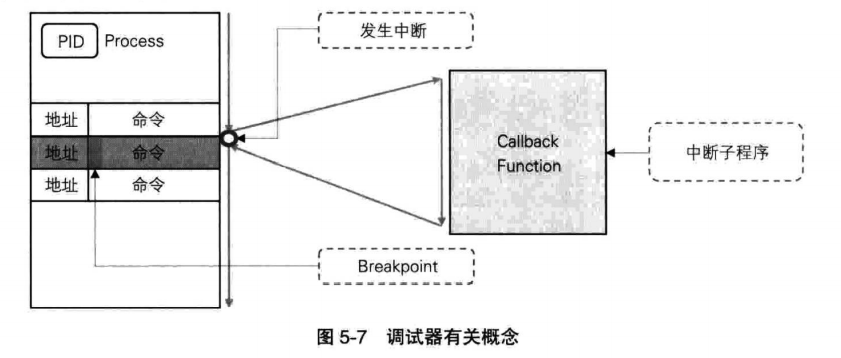 发生中断
PID Process
地址 命令
地址 命令
地址 命令
Callback
Function
中断子程序
Breakpoint
图 5-7 调试器有关概念